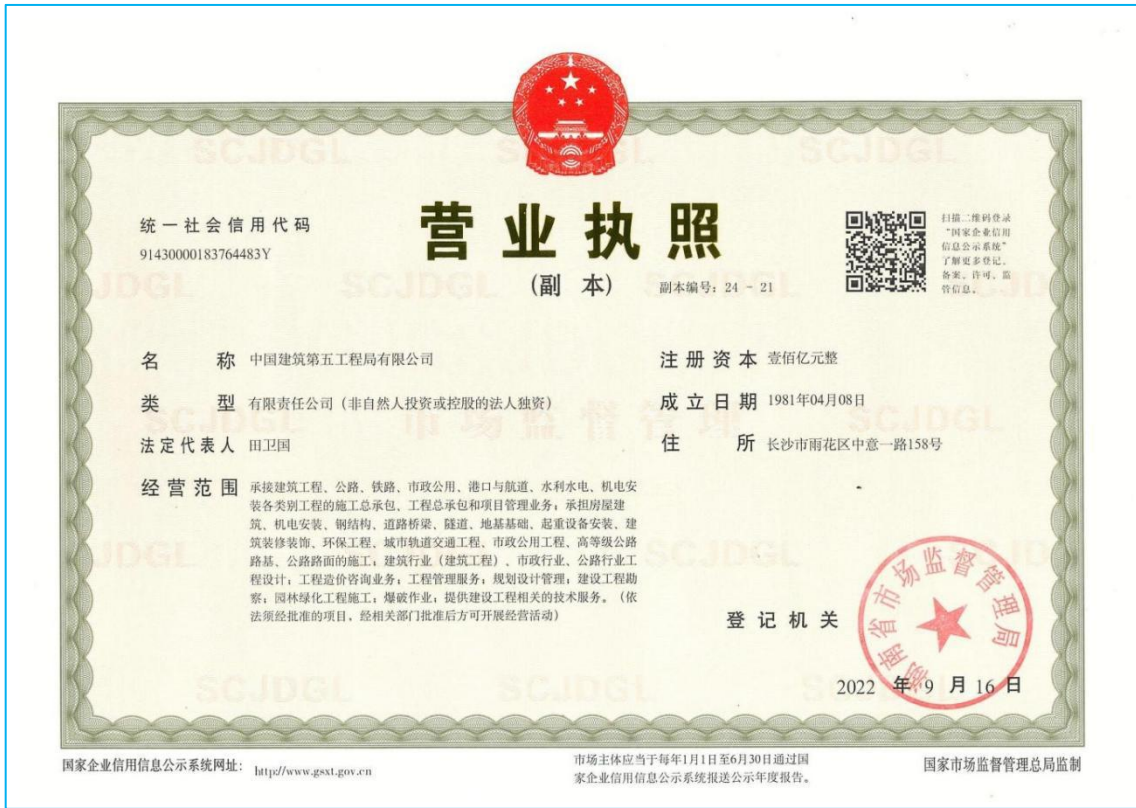 统一社会信用代码
91430000183764483Y
营业执照
(副 本)
副本编号：24 - 21
扫描二维码登录
“国家企业信用
信息公示系统”
了解更多登记、
备案、许可、监
管信息。
名 称 中国建筑第五工程局有限公司
类 型 有限责任公司（非自然人投资或控股的法人独资）
法定代表人 田卫国
经营范围 承接建筑工程、公路、铁路、市政公用、港口与航道、水利水电、机电安
装各类别工程的施工总承包、工程总承包和项目管理业务；承担房屋建
筑、机电安装、钢结构、道路桥梁、隧道、地基基础、起重设备安装、建
筑装修装饰、环保工程、城市轨道交通工程、市政公用工程、高等级公路
路基、公路路面的施工；建筑行业（建筑工程）、市政行业、公路行业工
程设计；工程造价咨询业务；工程管理服务；规划设计管理；建设工程勘
察；园林绿化工程施工；爆破作业；提供建设工程相关的技术服务。（依
法须经批准的项目，经相关部门批准后方可开展经营活动）
注册资本 壹佰亿元整
成立日期 1981年04月08日
住 所 长沙市雨花区中意一路158号
登记机关
湖南省市场监督管理局
2022 年 9 月 16 日
国家企业信用信息公示系统网址： http://www.gsxt.gov.cn
市场主体应当于每年1月1日至6月30日通过国
家企业信用信息公示系统报送公示年度报告。
国家市场监督管理总局监制
SCJDGL
市场监督管理